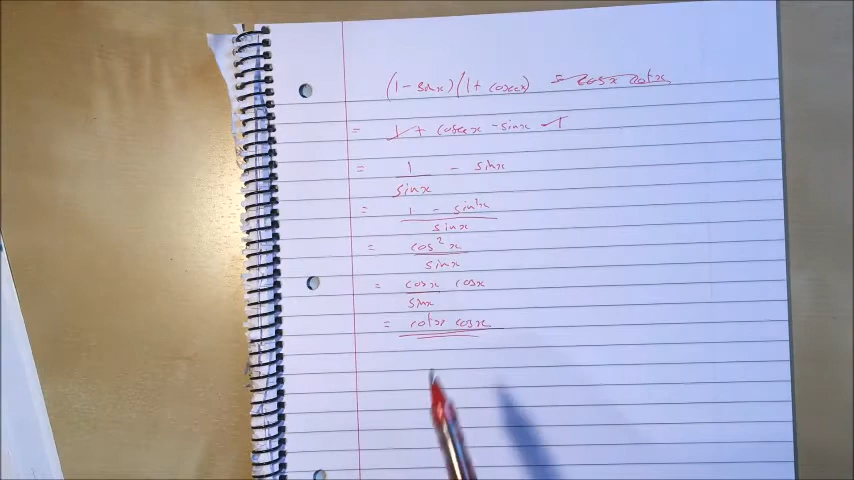 (1 - sinx)(1 + cosecx) = cosx cotx
= 1 + cosecx - sinx - 1
= 1/sinx - sinx
= 1 - sin²x / sinx
= cos²x / sinx
= cosx/sinx cosx
= cotx cosx